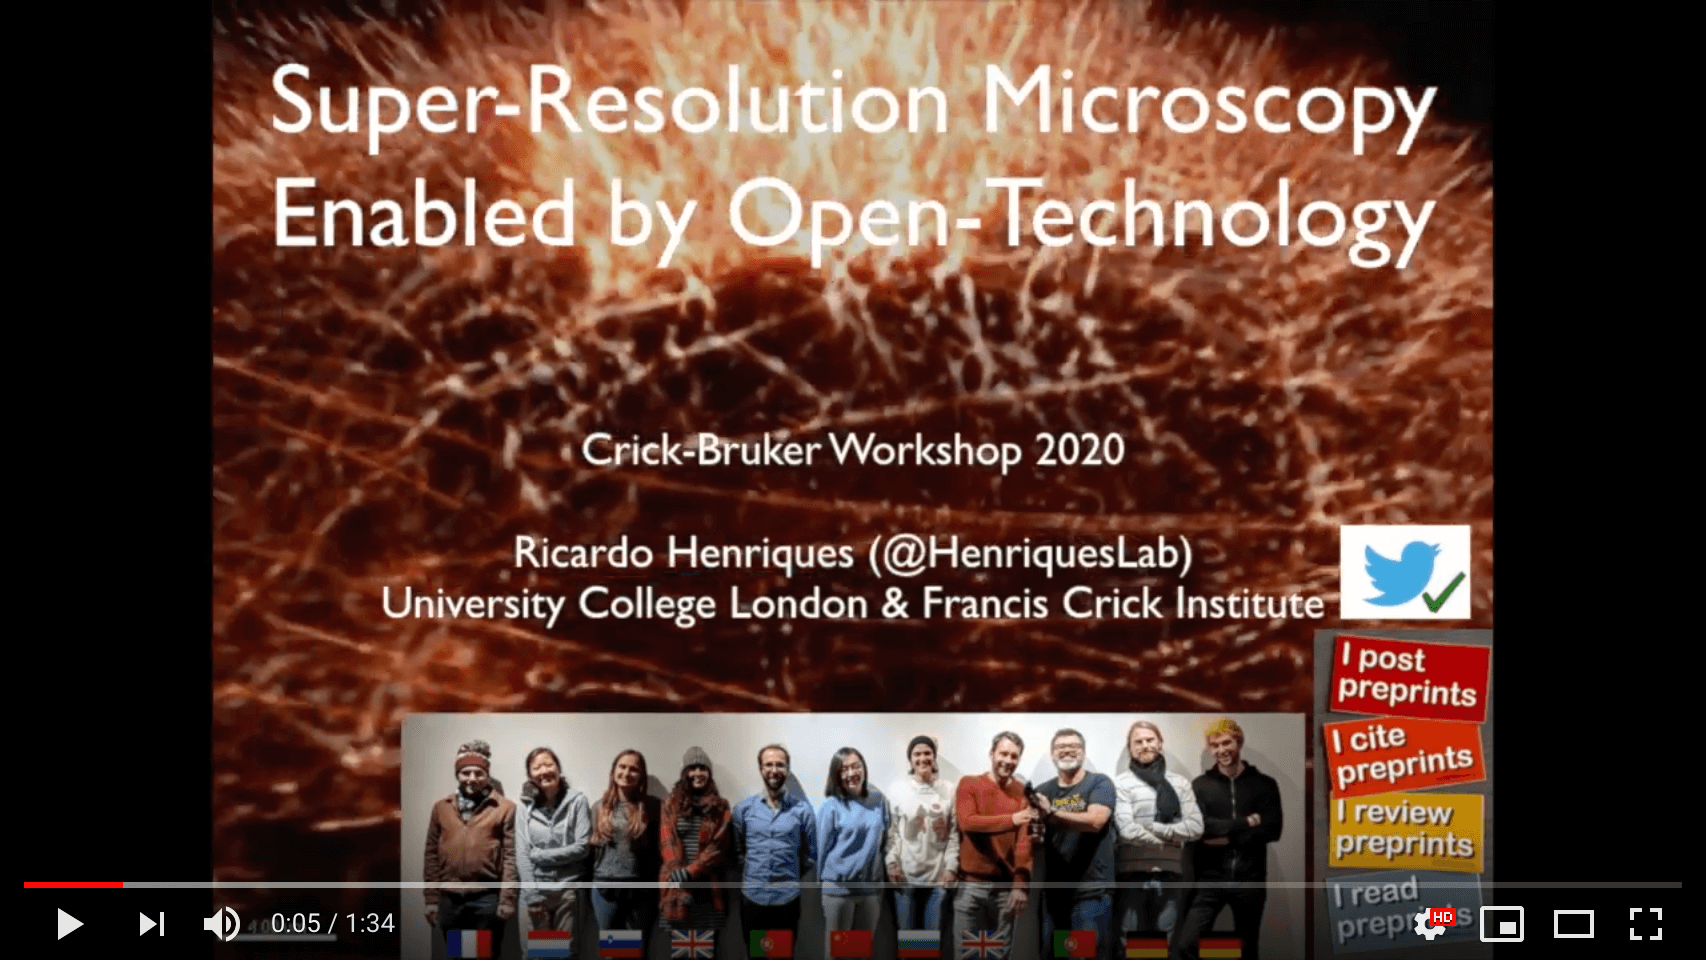 Super-Resolution Microscopy
Enabled by Open-Technology
Crick-Bruker Workshop 2020
Ricardo Henriques (@HenriquesLab)
University College London & Francis Crick Institute
I post
preprints
I cite
preprints
I review
preprints
I read
preprints
0:05 / 1:34
HD